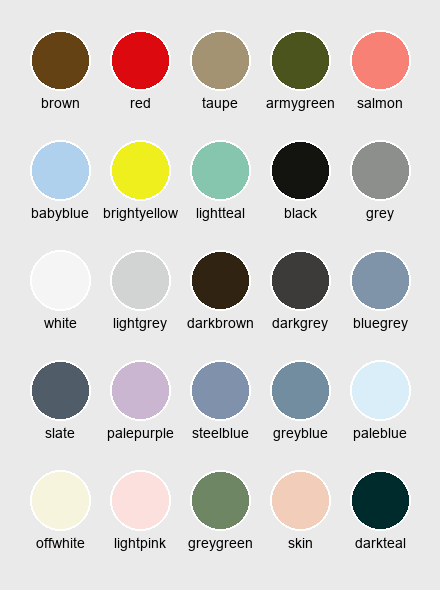 brown red taupe armygreen salmon
babyblue brightyellow lightteal black grey
white lightgrey darkbrown darkgrey bluegrey
slate palepurple steelblue greyblue paleblue
offwhite lightpink greygreen skin darkteal